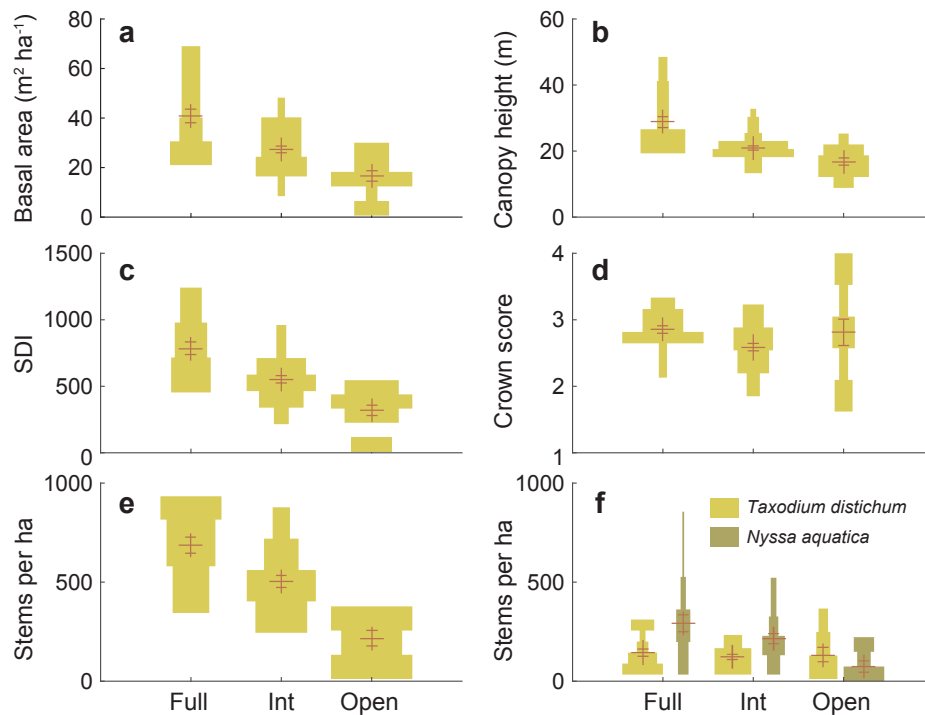 a
Basal area (m² ha⁻¹)
80
60
40
20
0
b
Canopy height (m)
60
40
20
0
c
SDI
1500
1000
500
0
d
Crown score
4
3
2
1
e
Stems per ha
1000
500
0
Full Int Open
f
Stems per ha
1000
500
0
Taxodium distichum
Nyssa aquatica
Full Int Open